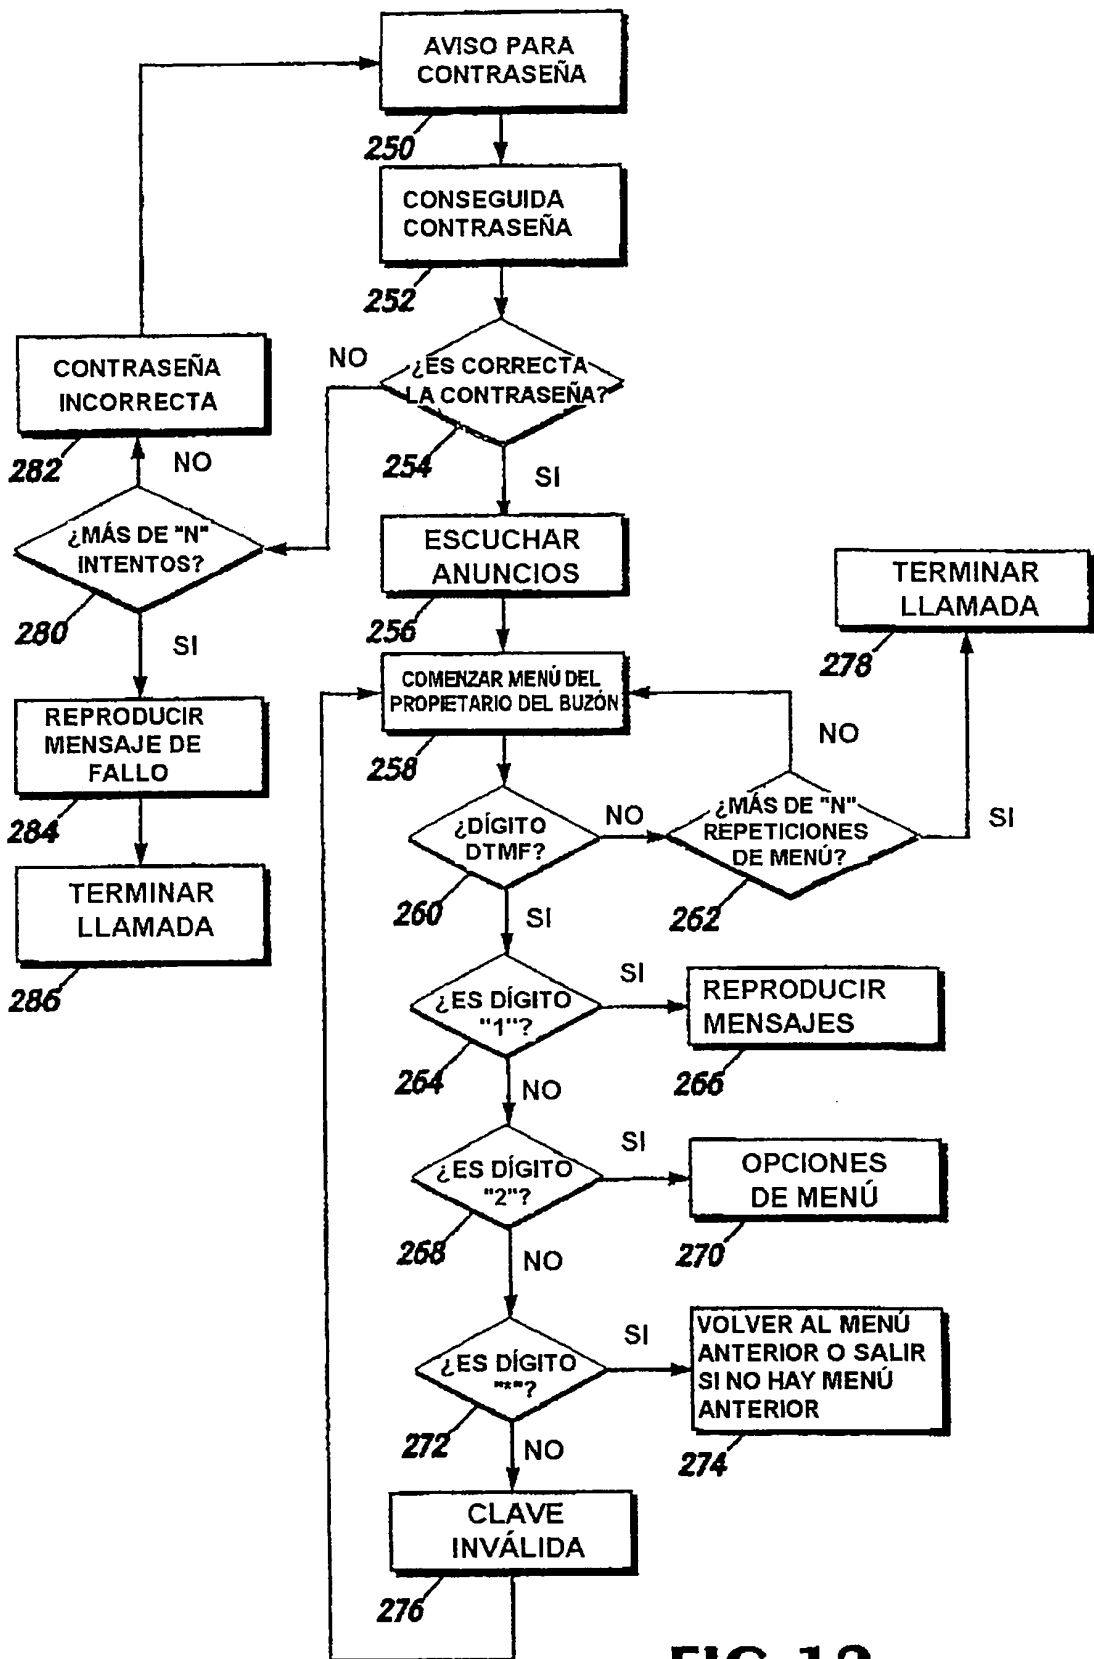 AVISO PARA
CONTRASEÑA
250
CONSEGUIDA
CONTRASEÑA
252
¿ES CORRECTA
LA CONTRASEÑA?
254
NO
SI
CONTRASEÑA
INCORRECTA
282
NO
¿MÁS DE "N"
INTENTOS?
280
SI
REPRODUCIR
MENSAJE DE
FALLO
284
TERMINAR
LLAMADA
286
ESCUCHAR
ANUNCIOS
256
COMENZAR MENÚ DEL
PROPIETARIO DEL BUZÓN
258
TERMINAR
LLAMADA
278
NO
¿DÍGITO
DTMF?
260
NO
¿MÁS DE "N"
REPETICIONES
DE MENÚ?
262
SI
SI
¿ES DÍGITO
"1"?
264
SI
REPRODUCIR
MENSAJES
266
NO
¿ES DÍGITO
"2"?
268
SI
OPCIONES
DE MENÚ
270
NO
¿ES DÍGITO
"*"?
272
SI
VOLVER AL MENÚ
ANTERIOR O SALIR
SI NO HAY MENÚ
ANTERIOR
274
NO
CLAVE
INVÁLIDA
276